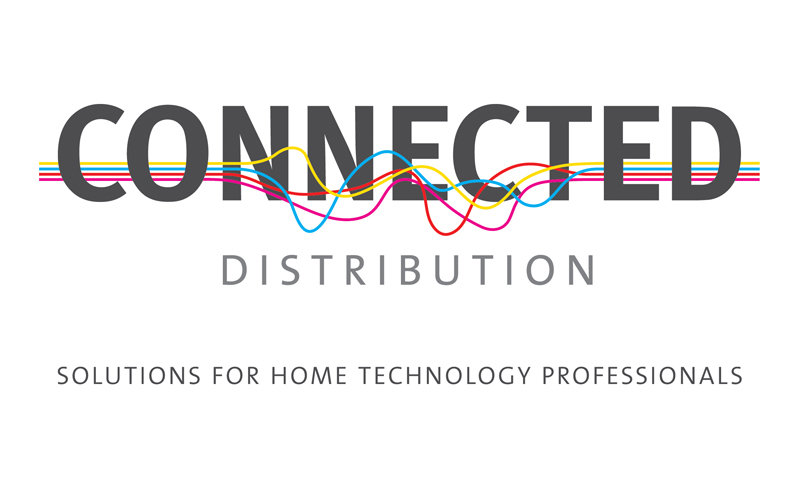 CONNECTED
DISTRIBUTION
SOLUTIONS FOR HOME TECHNOLOGY PROFESSIONALS